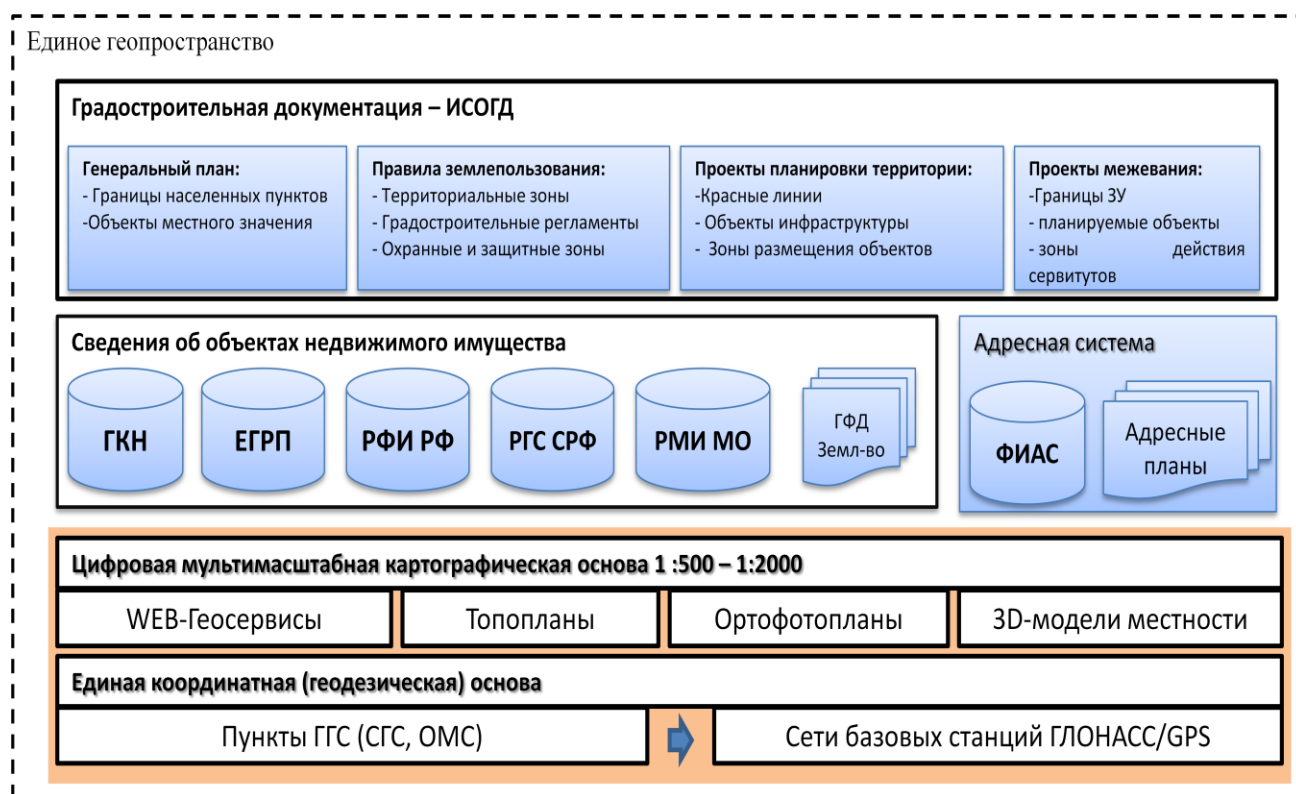 Единое геопространство
Градостроительная документация – ИСОГД
Генеральный план:
- Границы населенных пунктов
-Объекты местного значения
Правила землепользования:
- Территориальные зоны
- Градостроительные регламенты
- Охранные и защитные зоны
Проекты планировки территории:
-Красные линии
- Объекты инфраструктуры
- Зоны размещения объектов
Проекты межевания:
-Границы ЗУ
- планируемые объекты
- зоны действия
сервитутов
Сведения об объектах недвижимого имущества
ГКН
ЕГРП
РФИ РФ
РГС СРФ
РМИ МО
ГФД
Земл-во
Адресная система
ФИАС
Адресные
планы
Цифровая мультимасштабная картографическая основа 1 :500 – 1:2000
WEB-Геосервисы
Топопланы
Ортофотопланы
3D-модели местности
Единая координатная (геодезическая) основа
Пункты ГГС (СГС, ОМС)
Сети базовых станций ГЛОНАСС/GPS